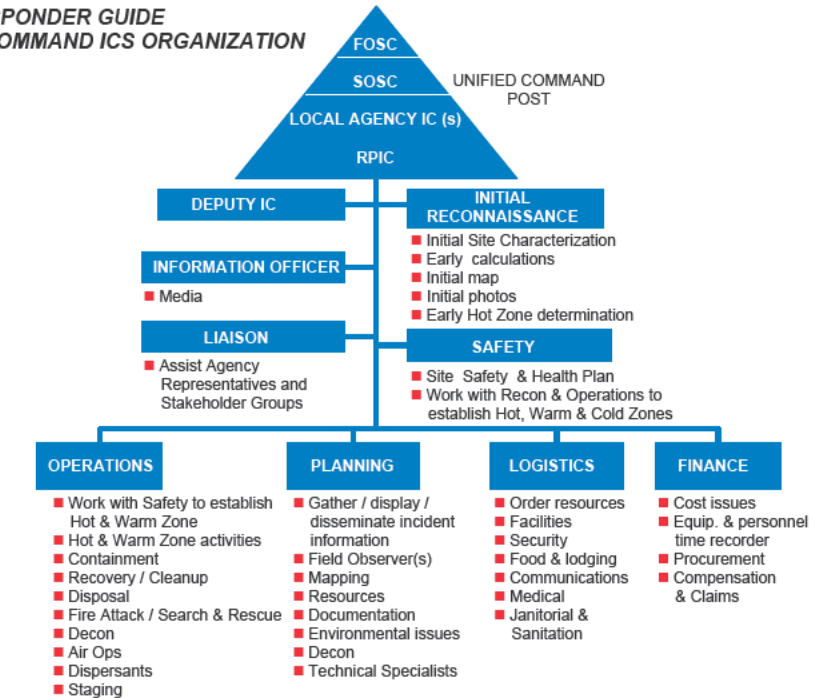 PONDER GUIDE
OMMAND ICS ORGANIZATION
FOSC
SOSC
LOCAL AGENCY IC (s)
RPIC
UNIFIED COMMAND
POST
DEPUTY IC
INITIAL
RECONNAISSANCE
Initial Site Characterization
Early calculations
Initial map
Initial photos
Early Hot Zone determination
INFORMATION OFFICER
Media
LIAISON
Assist Agency
Representatives and
Stakeholder Groups
SAFETY
Site Safety & Health Plan
Work with Recon & Operations to
establish Hot, Warm & Cold Zones
OPERATIONS
Work with Safety to establish
Hot & Warm Zone
Hot & Warm Zone activities
Containment
Recovery / Cleanup
Disposal
Fire Attack / Search & Rescue
Decon
Air Ops
Dispersants
Staging
PLANNING
Gather / display /
disseminate incident
information
Field Observer(s)
Mapping
Resources
Documentation
Environmental issues
Decon
Technical Specialists
LOGISTICS
Order resources
Facilities
Security
Food & lodging
Communications
Medical
Janitorial &
Sanitation
FINANCE
Cost issues
Equip. & personnel
time recorder
Procurement
Compensation
& Claims